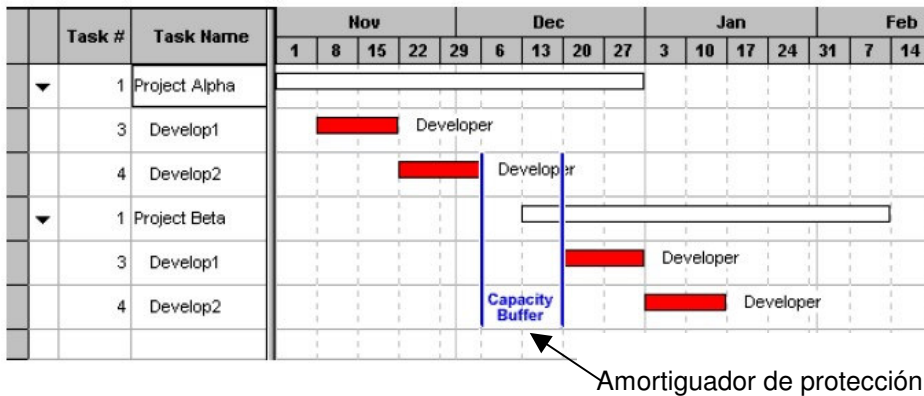 Task # Task Name Nov Dec Jan Feb
1 8 15 22 29 6 13 20 27 3 10 17 24 31 7 14
1 Project Alpha
3 Develop1 Developer
4 Develop2 Developer
1 Project Beta
3 Develop1 Developer
4 Develop2 Capacity Buffer Developer
Amortiguador de protección